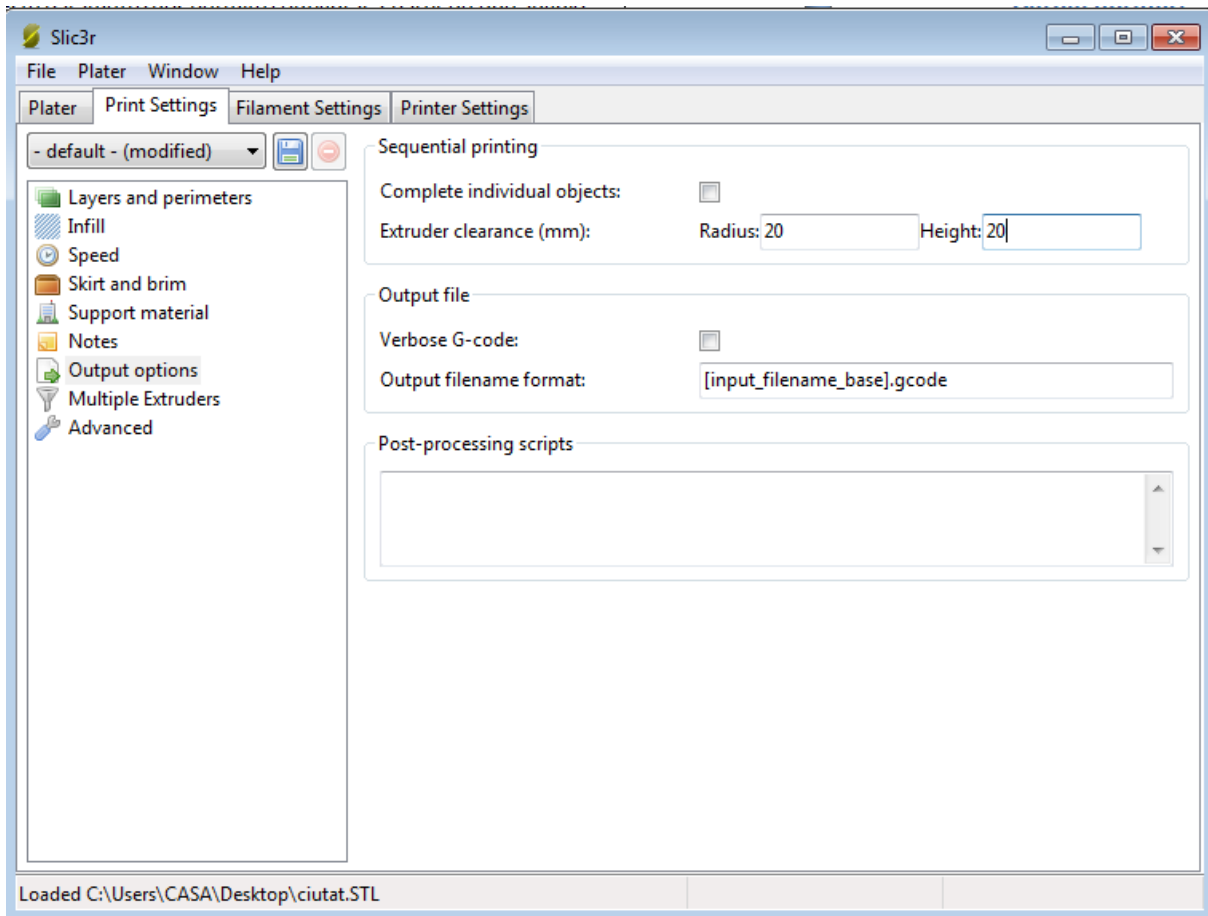 Slic3r
File Plater Window Help
Plater Print Settings Filament Settings Printer Settings
- default - (modified)
Layers and perimeters
Infill
Speed
Skirt and brim
Support material
Notes
Output options
Multiple Extruders
Advanced
Sequential printing
Complete individual objects:
Extruder clearance (mm): Radius: 20 Height: 20
Output file
Verbose G-code:
Output filename format: [input_filename_base].gcode
Post-processing scripts
Loaded C:\Users\CASA\Desktop\ciutat.STL